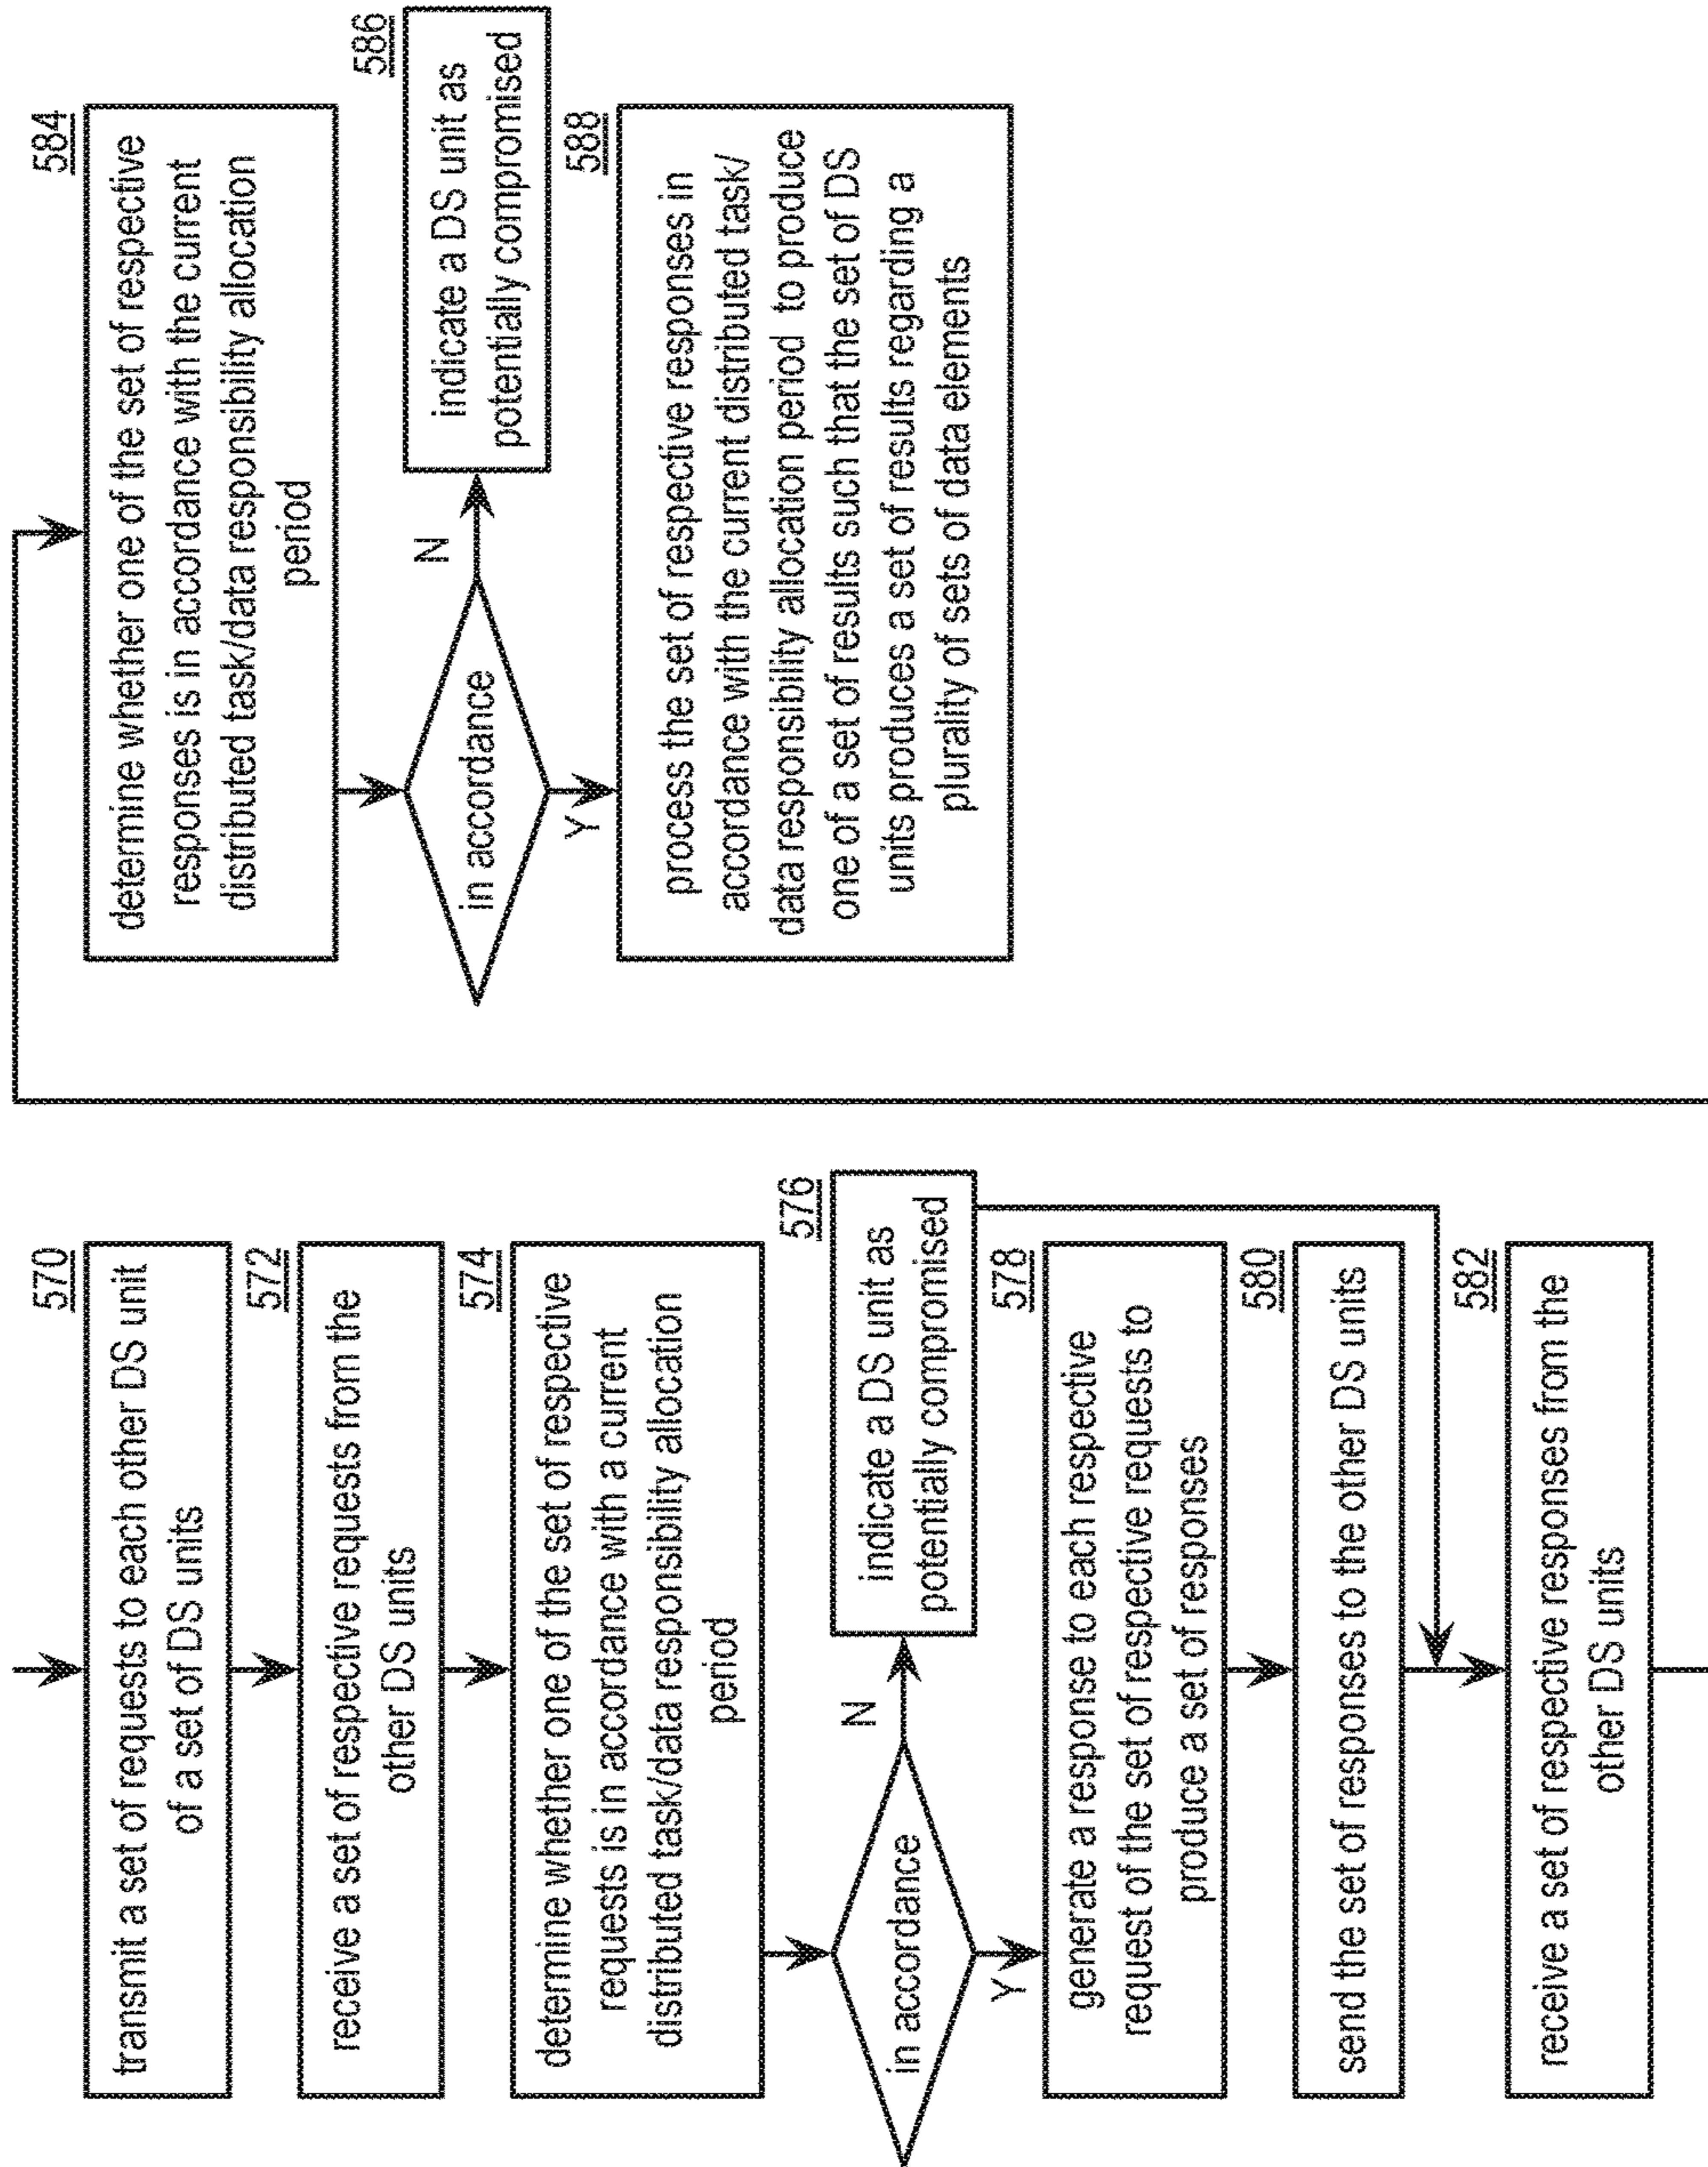 570
transmit a set of requests to each other DS unit
of a set of DS units
572
receive a set of respective requests from the
other DS units
574
determine whether one of the set of respective
requests is in accordance with a current
distributed task/data responsibility allocation
period
in accordance
N
576
indicate a DS unit as
potentially compromised
Y
578
generate a response to each respective
request of the set of respective requests to
produce a set of responses
580
send the set of responses to the other DS units
582
receive a set of respective responses from the
other DS units
584
determine whether one of the set of respective
responses is in accordance with the current
distributed task/data responsibility allocation
period
in accordance
N
586
indicate a DS unit as
potentially compromised
Y
588
process the set of respective responses in
accordance with the current distributed task/
data responsibility allocation period to produce
one of a set of results such that the set of DS
units produces a set of results regarding a
plurality of sets of data elements